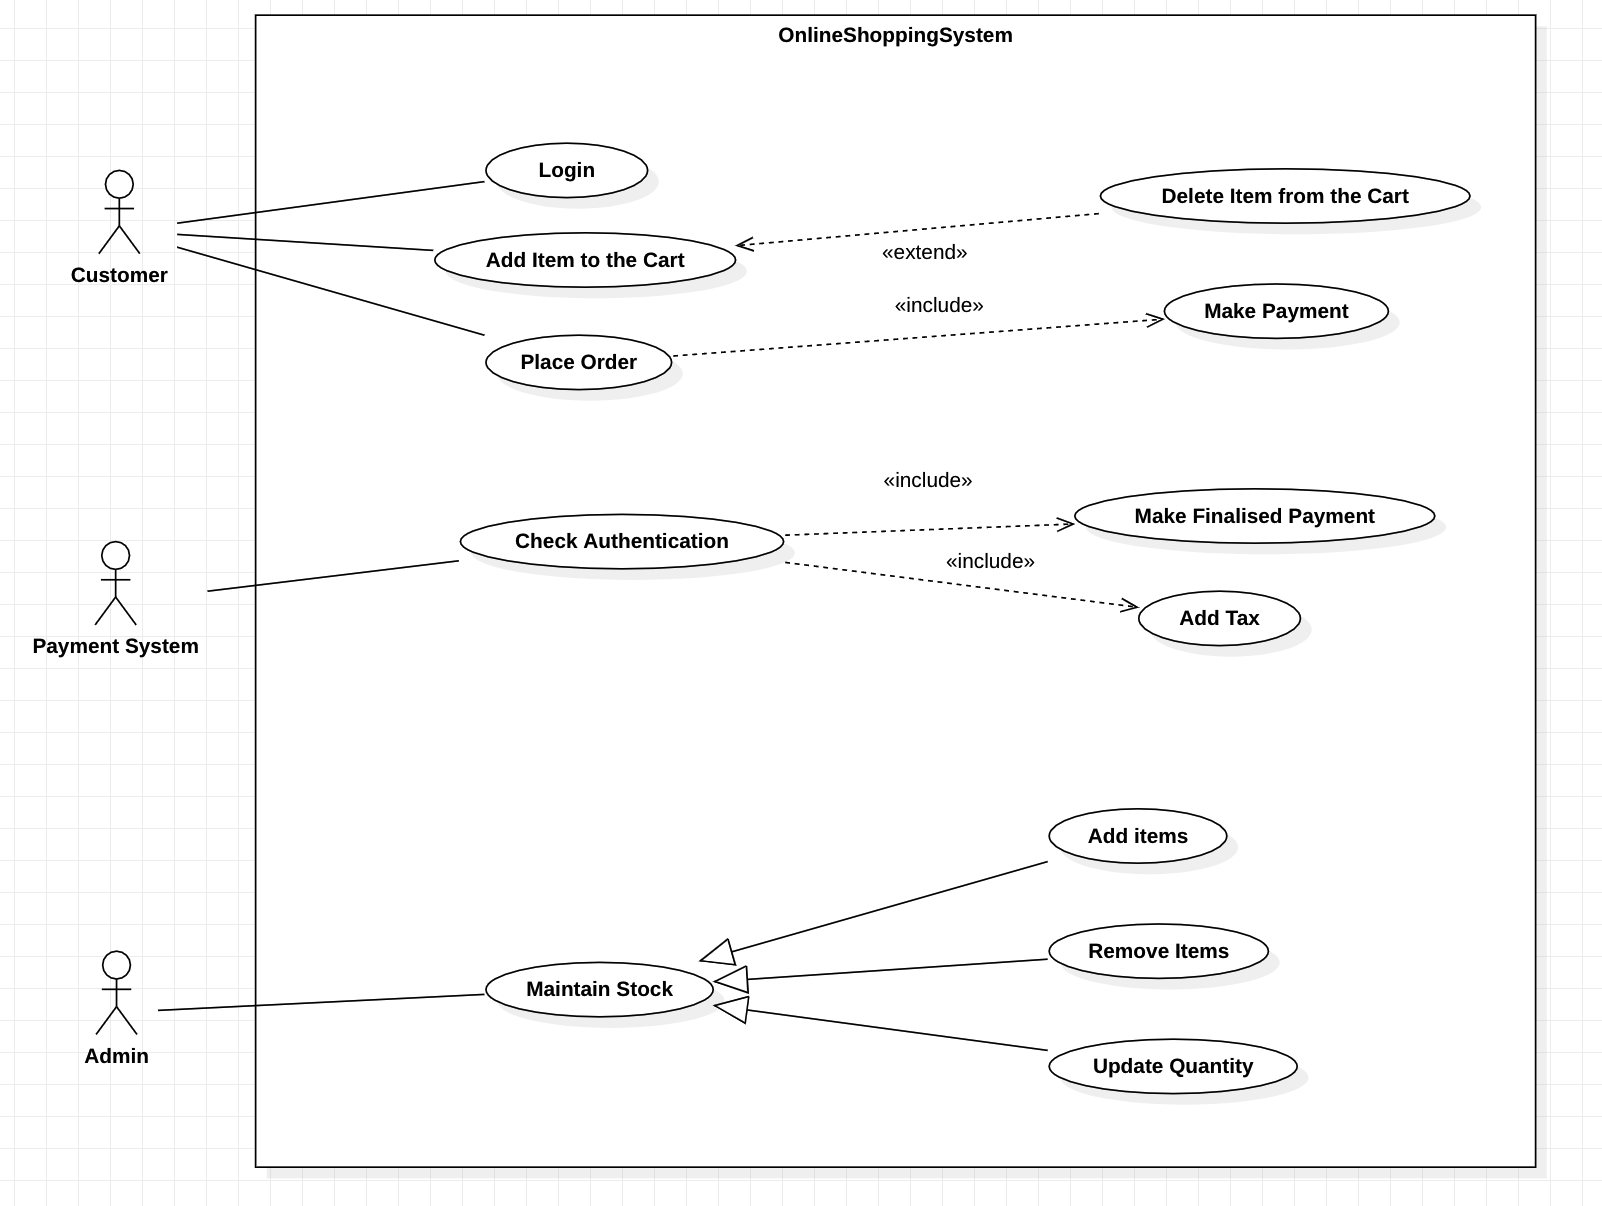 OnlineShoppingSystem
Login
Delete Item from the Cart
Customer
Add Item to the Cart
«extend»
«include»
Make Payment
Place Order
«include»
Make Finalised Payment
Check Authentication
«include»
Add Tax
Payment System
Add items
Remove Items
Maintain Stock
Admin
Update Quantity